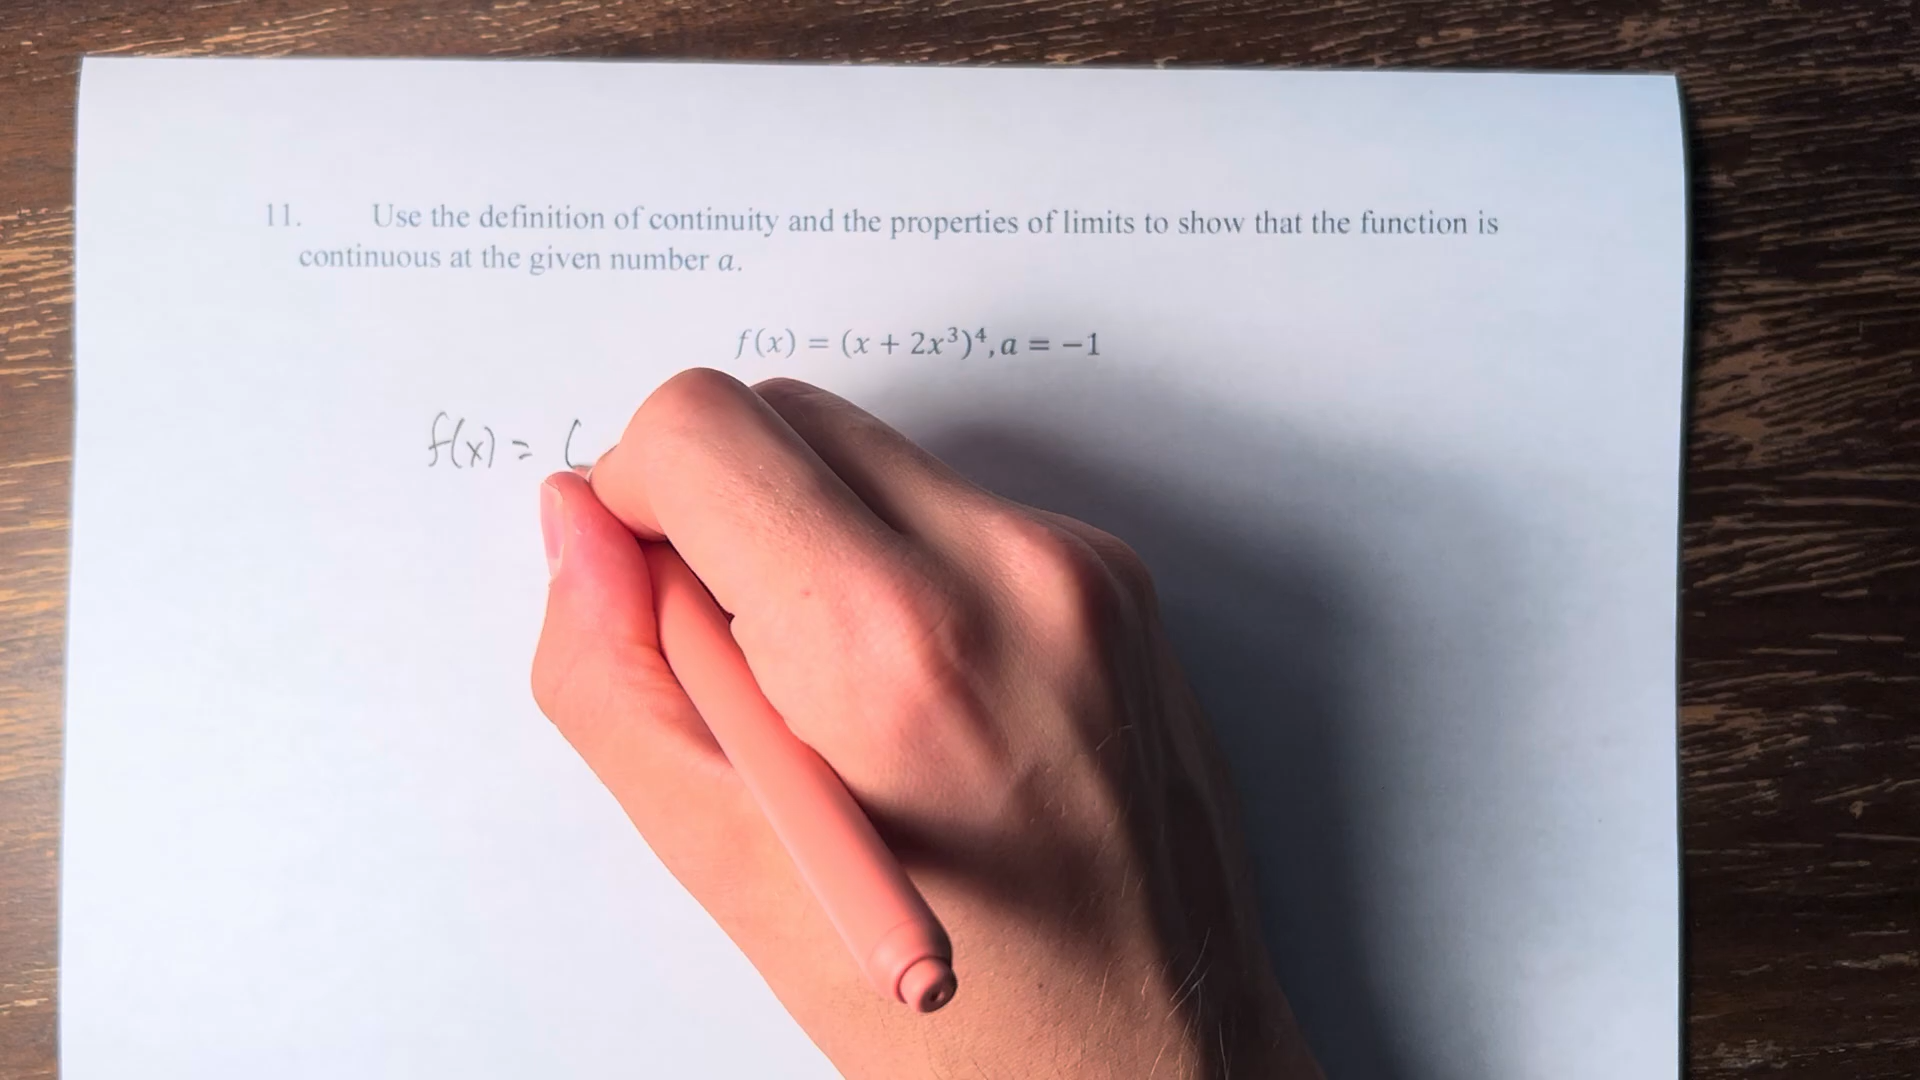 11. Use the definition of continuity and the properties of limits to show that the function is
continuous at the given number a.
f(x) = (x + 2x³)⁴, a = −1
f(x) = (